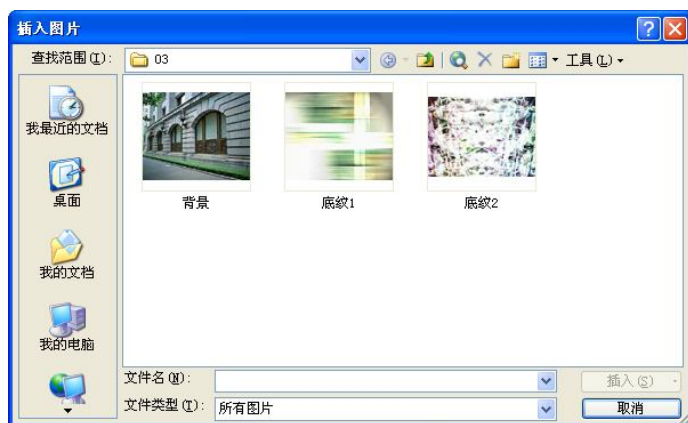 插入图片
查找范围(I): 03 工具(L)
我最近的文档
桌面
我的文档
我的电脑
背景 底纹1 底纹2
文件名(N): 插入(S)
文件类型(T): 所有图片 取消